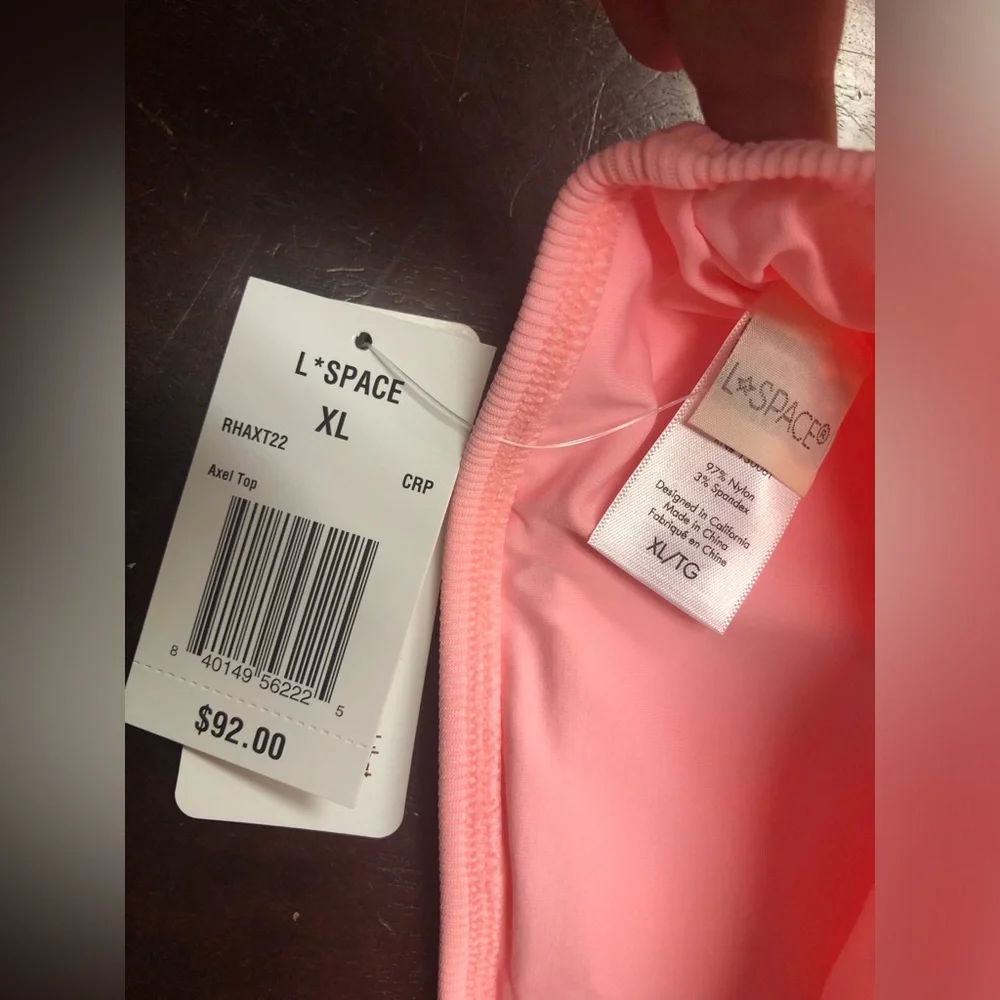 L*SPACE
XL
RHAXT22
CRP
Axel Top
8 40149 56222 5
$92.00
L☆SPACE®
97% Nylon
3% Spandex
Designed in California
Made in China
Fabriqué en Chine
XL/TG